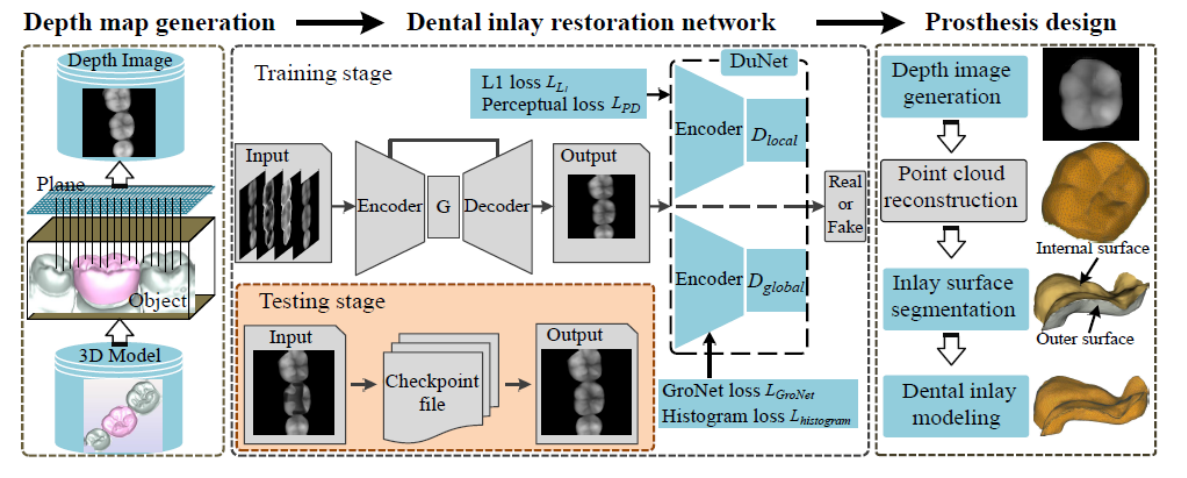 Depth map generation
Dental inlay restoration network
Prosthesis design
Depth Image
Plane
Object
3D Model
Training stage
L1 loss L_{L_1}
Perceptual loss L_{PD}
DuNet
Encoder
D_{local}
Input
Encoder
G
Decoder
Output
Real
or
Fake
Encoder
D_{global}
GroNet loss L_{GroNet}
Histogram loss L_{histogram}
Testing stage
Input
Checkpoint
file
Output
Depth image
generation
Point cloud
reconstruction
Internal surface
Inlay surface
segmentation
Outer surface
Dental inlay
modeling